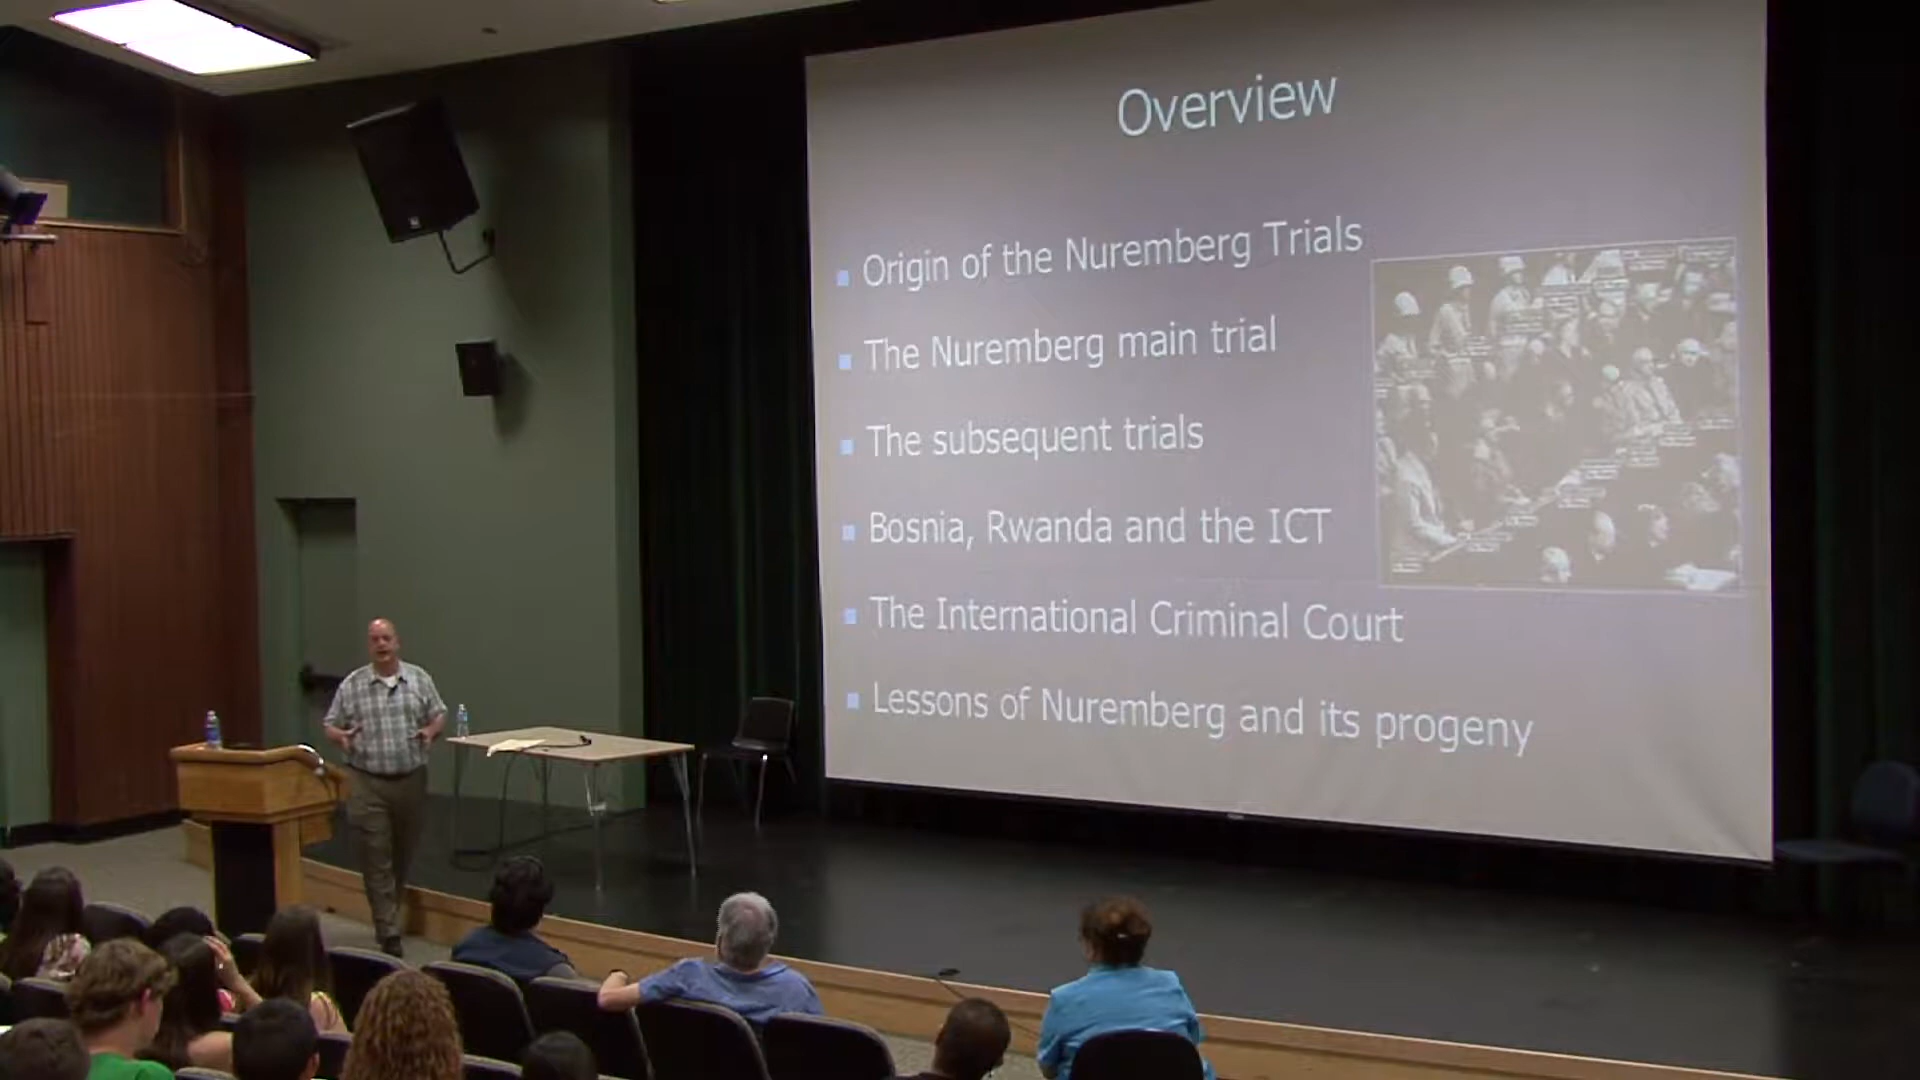 Overview
Origin of the Nuremberg Trials
The Nuremberg main trial
The subsequent trials
Bosnia, Rwanda and the ICT
The International Criminal Court
Lessons of Nuremberg and its progeny